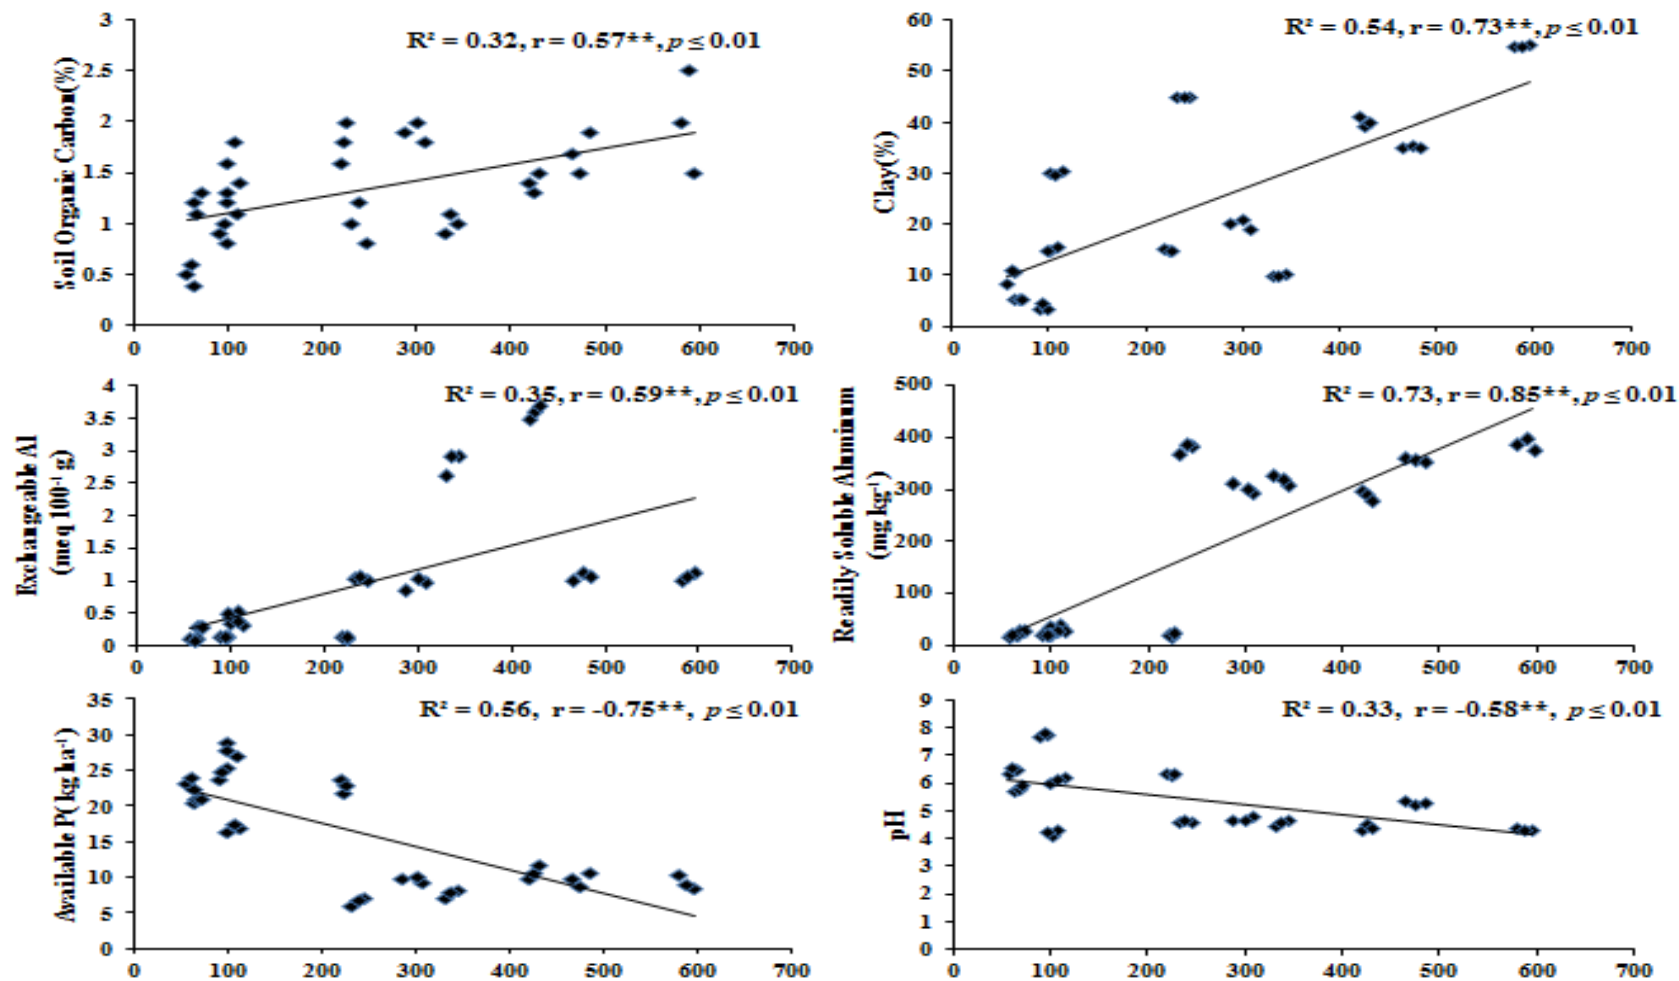 R² = 0.32, r = 0.57**, p ≤ 0.01
Soil Organic Carbon(%)
3
2.5
2
1.5
1
0.5
0
0 100 200 300 400 500 600 700
R² = 0.54, r = 0.73**, p ≤ 0.01
Clay(%)
60
50
40
30
20
10
0
0 100 200 300 400 500 600 700
R² = 0.35, r = 0.59**, p ≤ 0.01
Exchangeable Al
(meq 100⁻¹ g)
4
3.5
3
2.5
2
1.5
1
0.5
0
0 100 200 300 400 500 600 700
R² = 0.73, r = 0.85**, p ≤ 0.01
Readily Soluble Aluminum
(mg kg⁻¹)
500
400
300
200
100
0
0 100 200 300 400 500 600 700
R² = 0.56, r = -0.75**, p ≤ 0.01
Available P(kg ha⁻¹)
35
30
25
20
15
10
5
0
0 100 200 300 400 500 600 700
R² = 0.33, r = -0.58**, p ≤ 0.01
pH
9
8
7
6
5
4
3
2
1
0
0 100 200 300 400 500 600 700